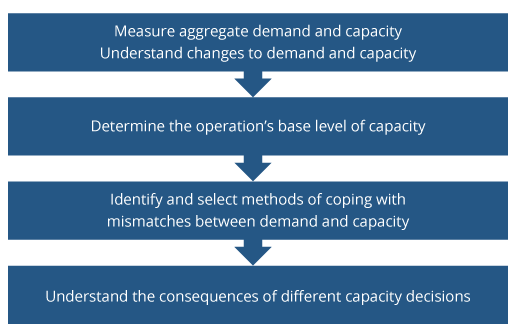 Measure aggregate demand and capacity
Understand changes to demand and capacity
Determine the operation's base level of capacity
Identify and select methods of coping with
mismatches between demand and capacity
Understand the consequences of different capacity decisions